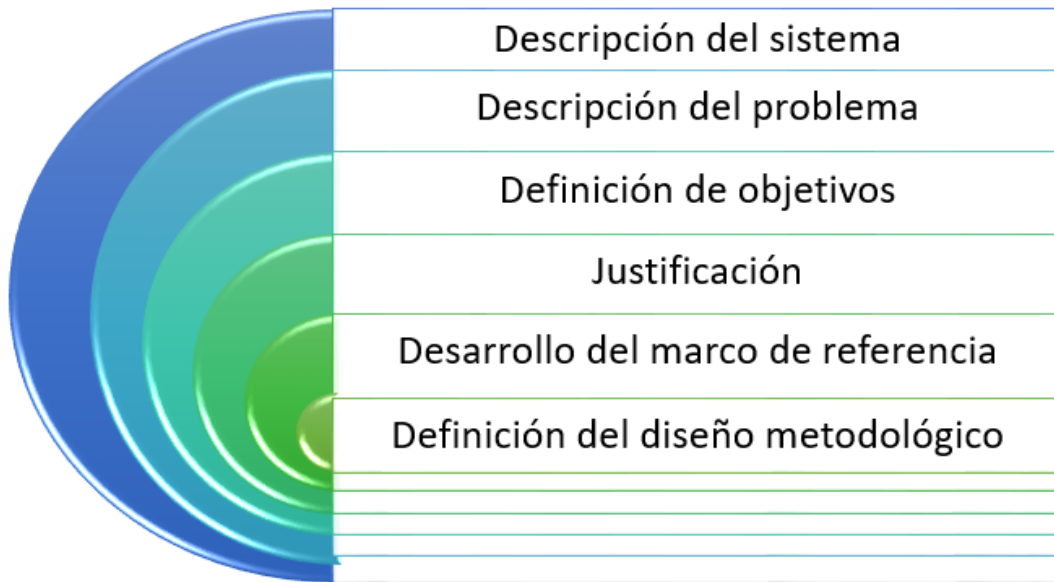 Descripción del sistema
Descripción del problema
Definición de objetivos
Justificación
Desarrollo del marco de referencia
Definición del diseño metodológico